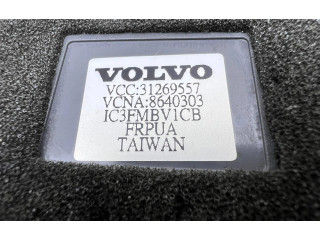 VOLVO
VCC:31269557
VCNA:8640303
IC3FMBV1CB
FRPUA
TAIWAN